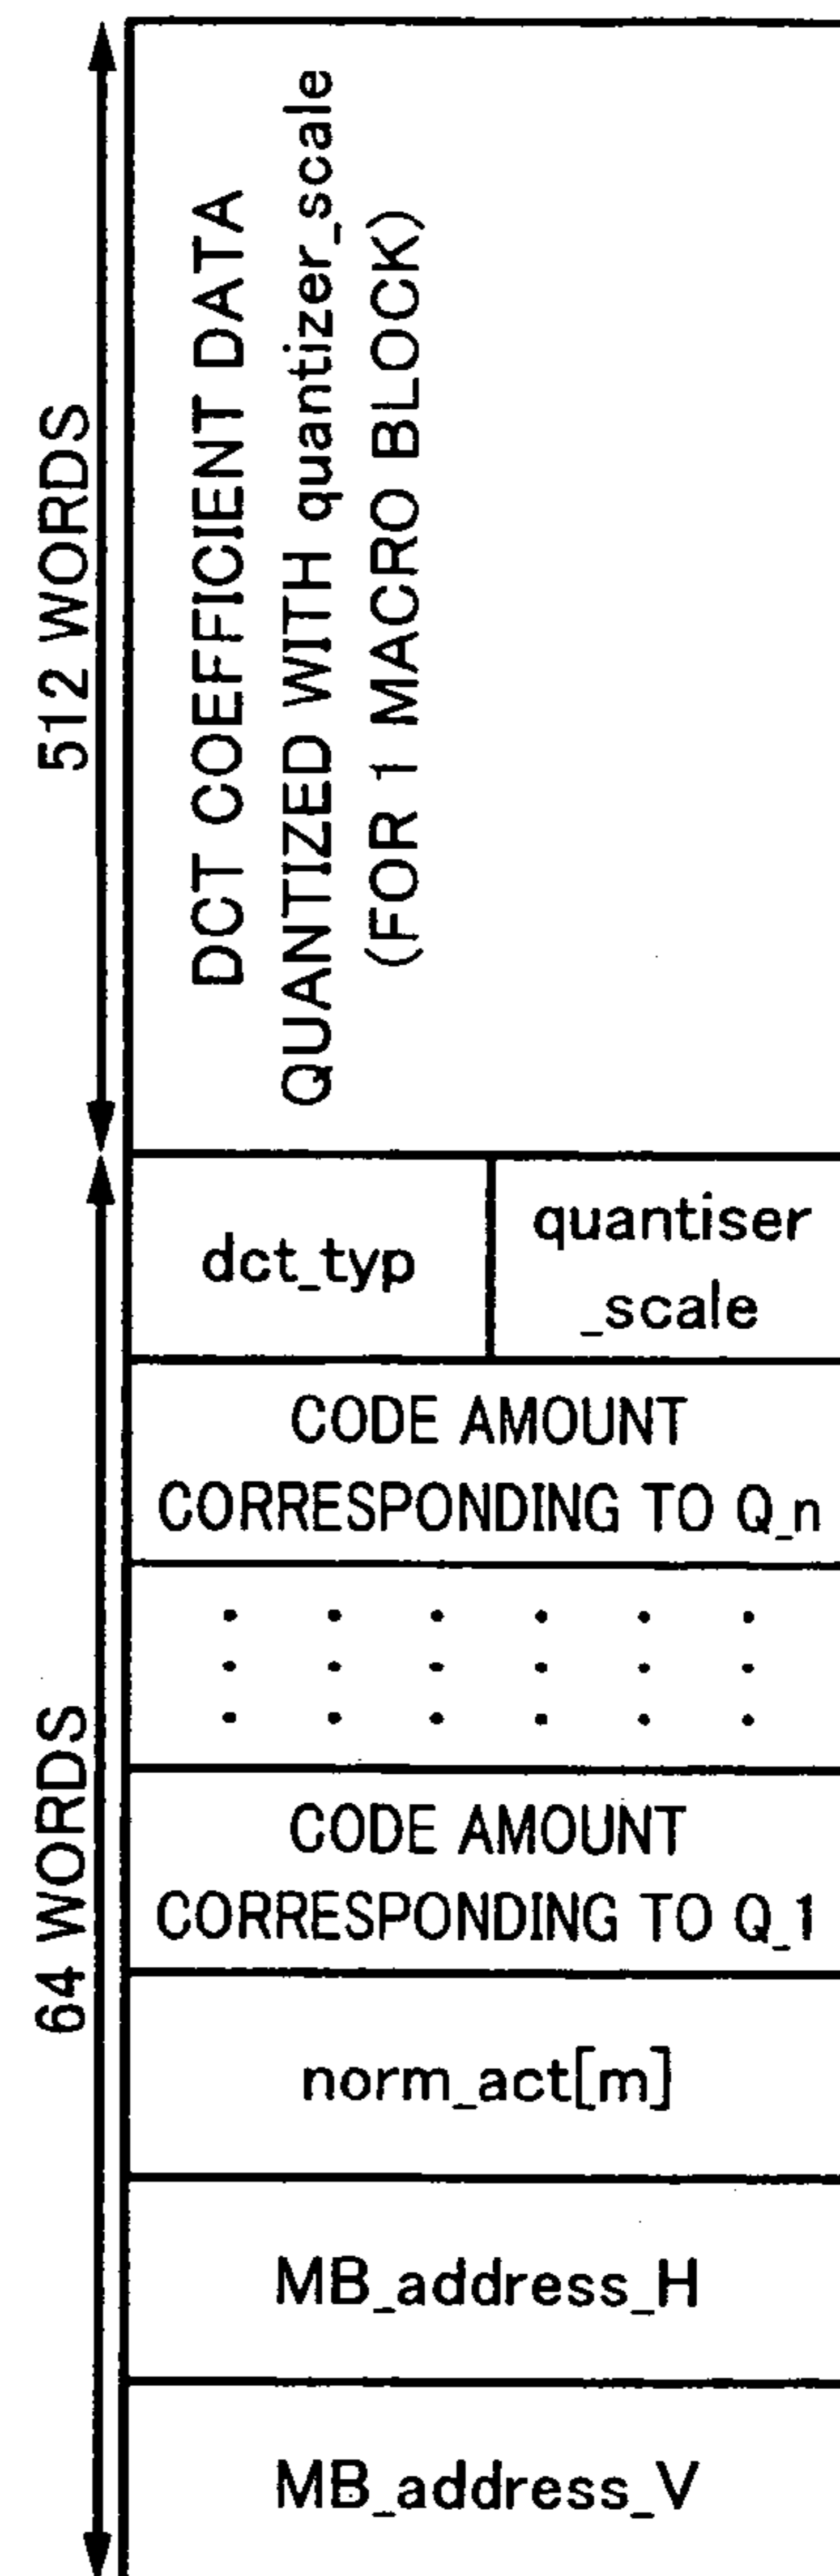 512 WORDS
DCT COEFFICIENT DATA
QUANTIZED WITH quantizer_scale
(FOR 1 MACRO BLOCK)
64 WORDS
dct_typ
quantiser
_scale
CODE AMOUNT
CORRESPONDING TO Q_n
CODE AMOUNT
CORRESPONDING TO Q_1
norm_act[m]
MB_address_H
MB_address_V